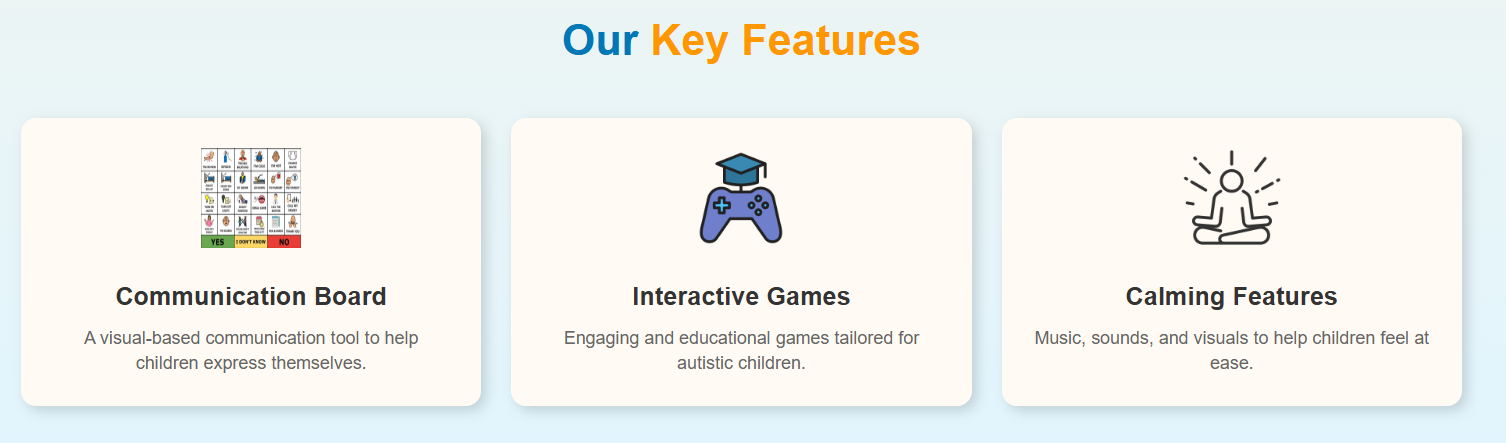 Our Key Features
YES
I DON'T KNOW
NO
Communication Board
A visual-based communication tool to help
children express themselves.
Interactive Games
Engaging and educational games tailored for
autistic children.
Calming Features
Music, sounds, and visuals to help children feel at
ease.